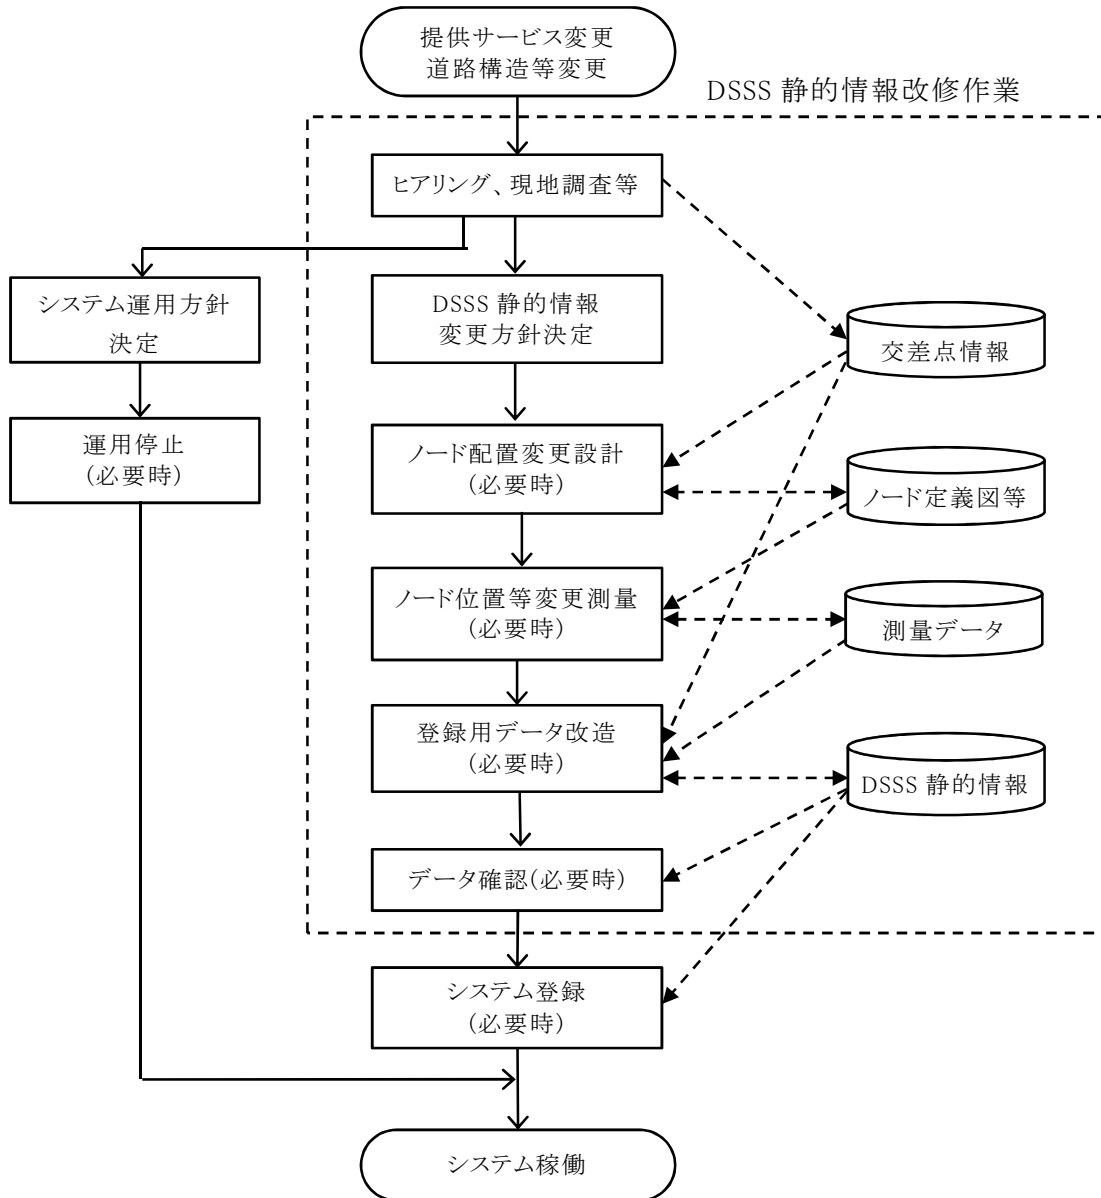 提供サービス変更
道路構造等変更
DSSS 静的情報改修作業
ヒアリング、現地調査等
システム運用方針
決定
DSSS 静的情報
変更方針決定
交差点情報
運用停止
(必要時)
ノード配置変更設計
(必要時)
ノード定義図等
ノード位置等変更測量
(必要時)
測量データ
登録用データ改造
(必要時)
DSSS 静的情報
データ確認(必要時)
システム登録
(必要時)
システム稼働